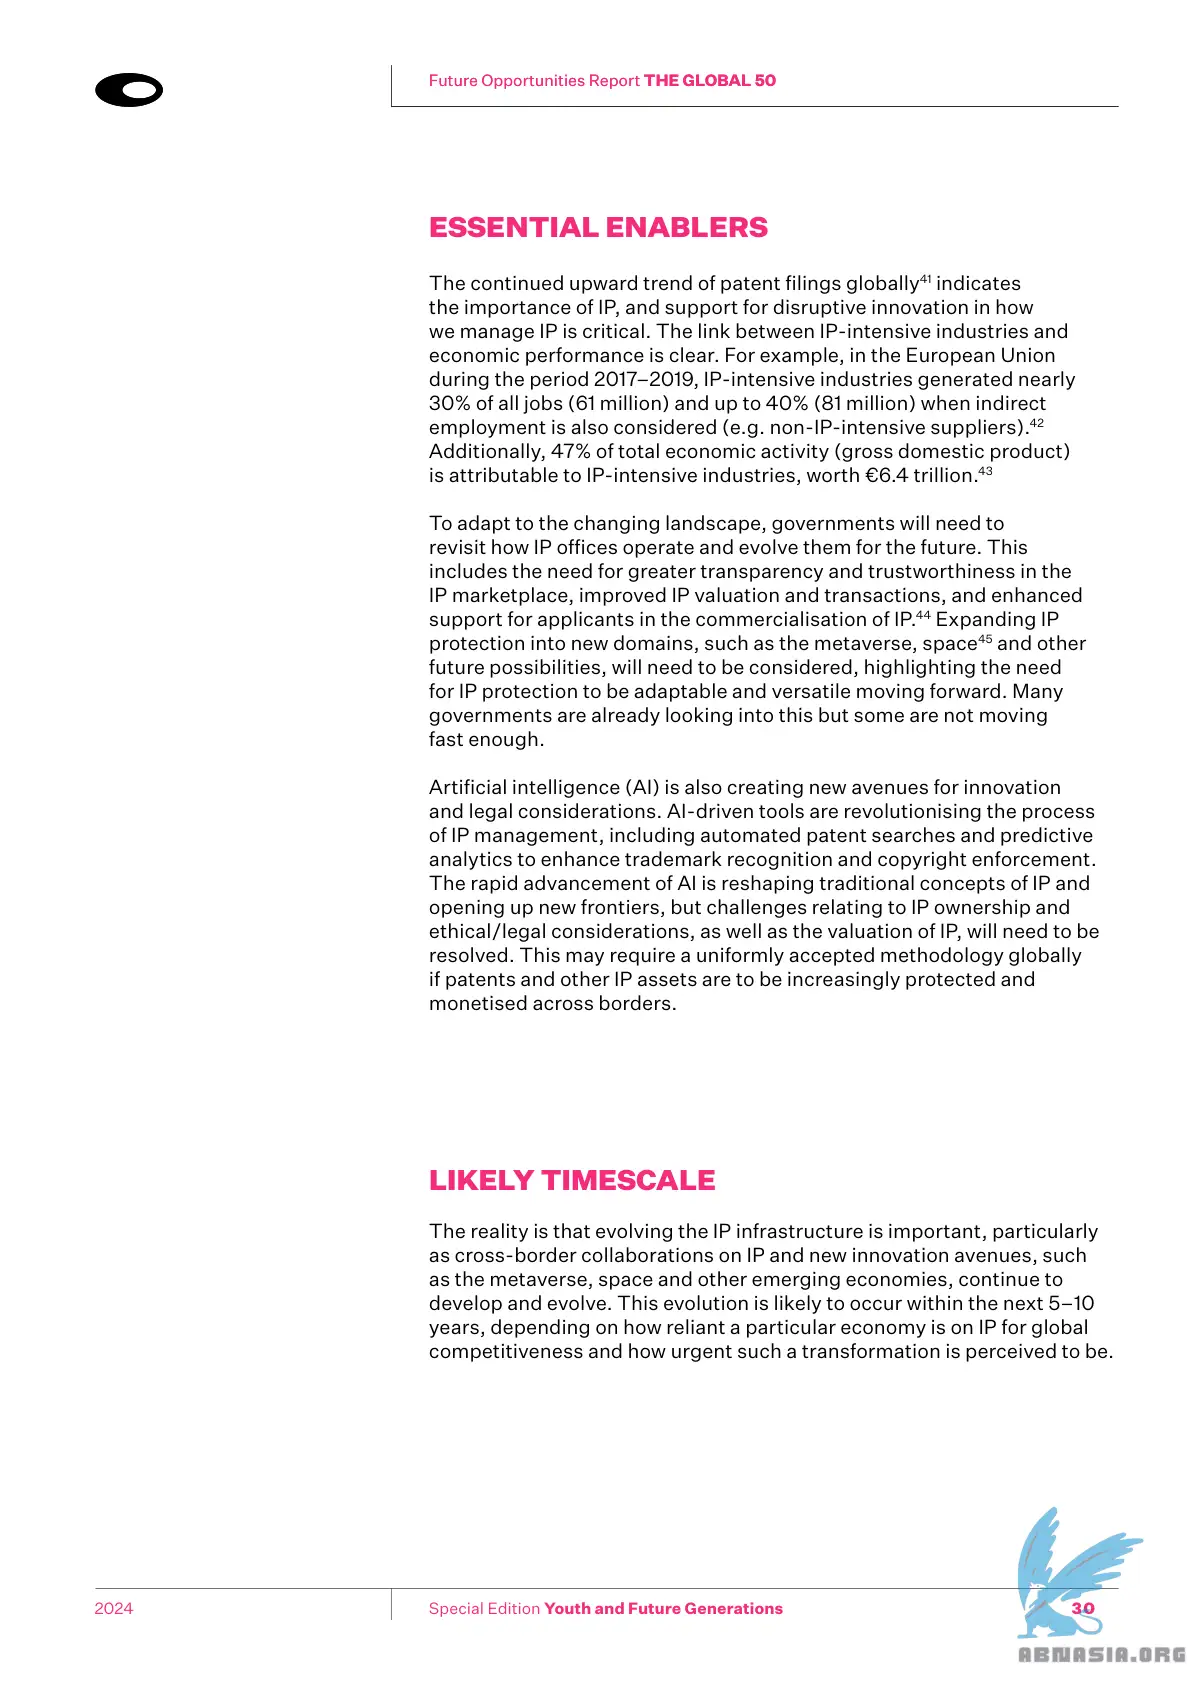 Future Opportunities Report THE GLOBAL 50
ESSENTIAL ENABLERS
The continued upward trend of patent filings globally41 indicates
the importance of IP, and support for disruptive innovation in how
we manage IP is critical. The link between IP-intensive industries and
economic performance is clear. For example, in the European Union
during the period 2017–2019, IP-intensive industries generated nearly
30% of all jobs (61 million) and up to 40% (81 million) when indirect
employment is also considered (e.g. non-IP-intensive suppliers).42
Additionally, 47% of total economic activity (gross domestic product)
is attributable to IP-intensive industries, worth €6.4 trillion.43
To adapt to the changing landscape, governments will need to
revisit how IP offices operate and evolve them for the future. This
includes the need for greater transparency and trustworthiness in the
IP marketplace, improved IP valuation and transactions, and enhanced
support for applicants in the commercialisation of IP.44 Expanding IP
protection into new domains, such as the metaverse, space45 and other
future possibilities, will need to be considered, highlighting the need
for IP protection to be adaptable and versatile moving forward. Many
governments are already looking into this but some are not moving
fast enough.
Artificial intelligence (AI) is also creating new avenues for innovation
and legal considerations. AI-driven tools are revolutionising the process
of IP management, including automated patent searches and predictive
analytics to enhance trademark recognition and copyright enforcement.
The rapid advancement of AI is reshaping traditional concepts of IP and
opening up new frontiers, but challenges relating to IP ownership and
ethical/legal considerations, as well as the valuation of IP, will need to be
resolved. This may require a uniformly accepted methodology globally
if patents and other IP assets are to be increasingly protected and
monetised across borders.
LIKELY TIMESCALE
The reality is that evolving the IP infrastructure is important, particularly
as cross-border collaborations on IP and new innovation avenues, such
as the metaverse, space and other emerging economies, continue to
develop and evolve. This evolution is likely to occur within the next 5–10
years, depending on how reliant a particular economy is on IP for global
competitiveness and how urgent such a transformation is perceived to be.
2024
Special Edition Youth and Future Generations
30
ABNASIA.ORG